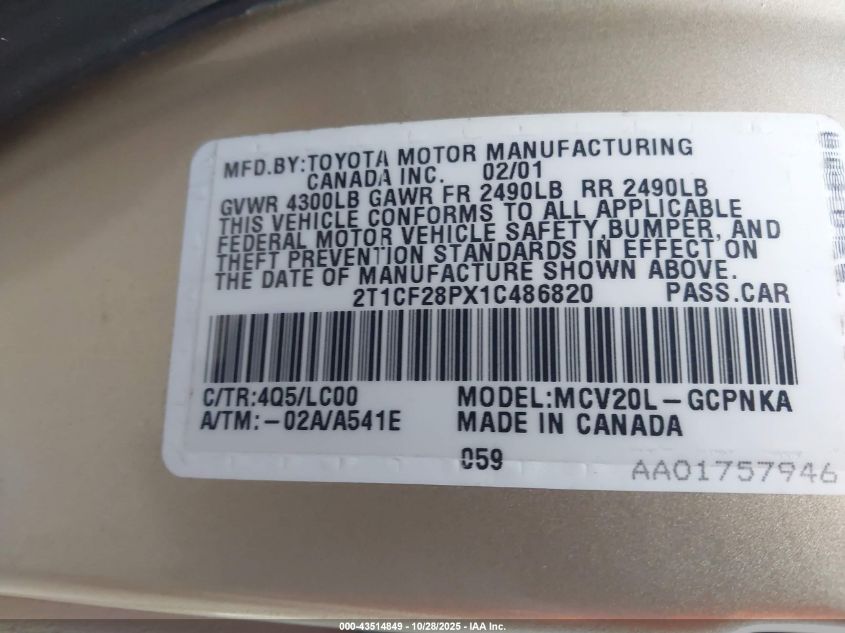 MFD.BY:TOYOTA MOTOR MANUFACTURING
CANADA INC. 02/01
GVWR 4300LB GAWR FR 2490LB RR 2490LB
THIS VEHICLE CONFORMS TO ALL APPLICABLE
FEDERAL MOTOR VEHICLE SAFETY,BUMPER, AND
THEFT PREVENTION STANDARDS IN EFFECT ON
THE DATE OF MANUFACTURE SHOWN ABOVE.
2T1CF28PX1C486820 PASS.CAR
C/TR:4Q5/LC00 MODEL:MCV20L-GCPNKA
A/TM:-02A/A541E MADE IN CANADA
059
AA01757946
000-43514849 - 10/28/2025 - IAA Inc.